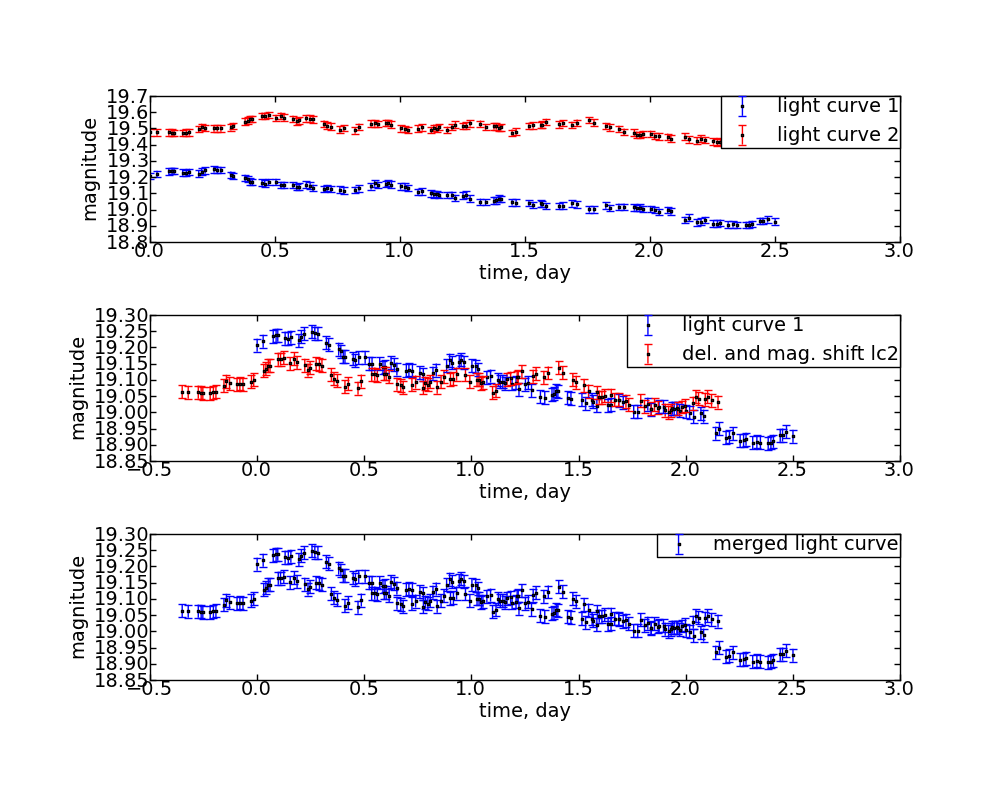 19.7
19.6
19.5
19.4
19.3
19.2
19.1
19.0
18.9
18.8
magnitude
light curve 1
light curve 2
0.0 0.5 1.0 1.5 2.0 2.5 3.0
time, day
19.30
19.25
19.20
19.15
19.10
19.05
19.00
18.95
18.90
18.85
magnitude
light curve 1
del. and mag. shift lc2
−0.5 0.0 0.5 1.0 1.5 2.0 2.5 3.0
time, day
19.30
19.25
19.20
19.15
19.10
19.05
19.00
18.95
18.90
18.85
magnitude
merged light curve
−0.5 0.0 0.5 1.0 1.5 2.0 2.5 3.0
time, day